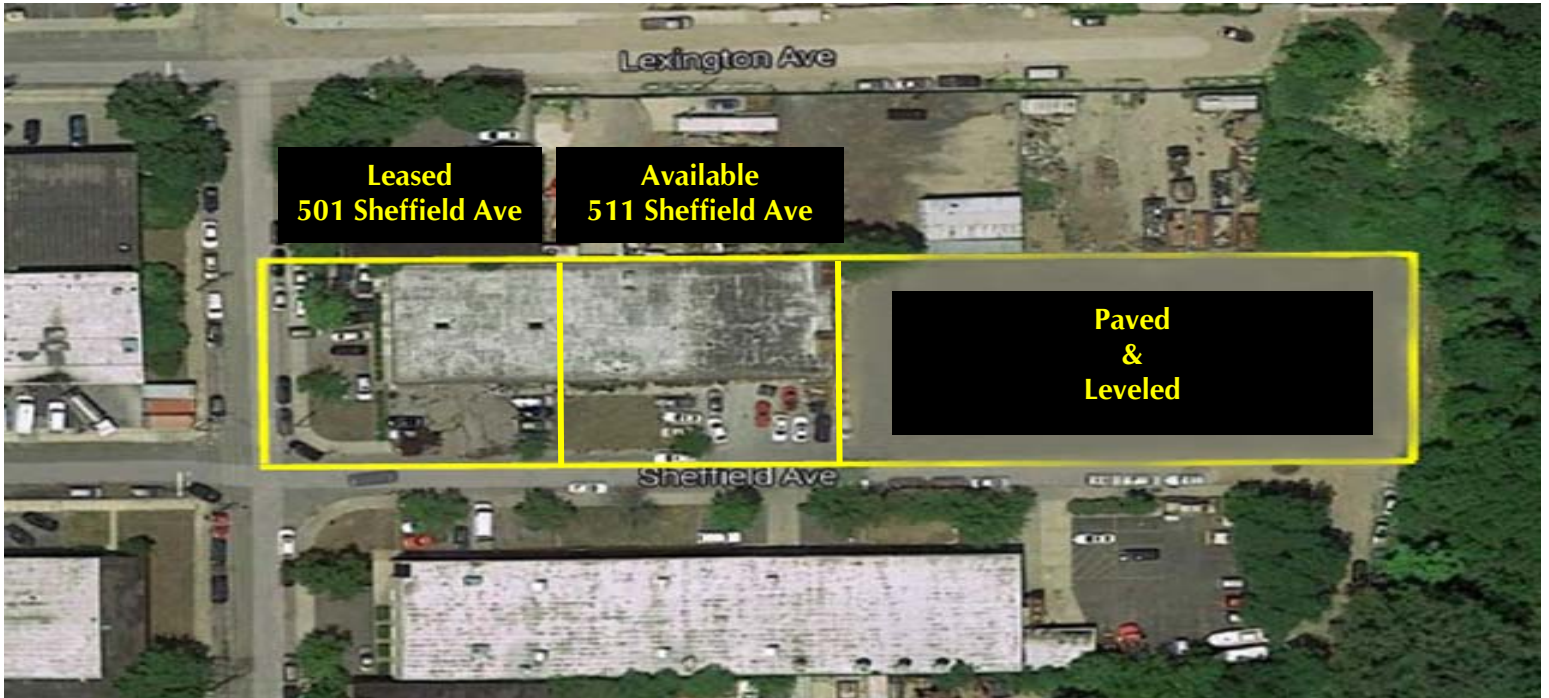 Lexington Ave
Leased
501 Sheffield Ave
Available
511 Sheffield Ave
Paved
&
Leveled
Sheffield Ave